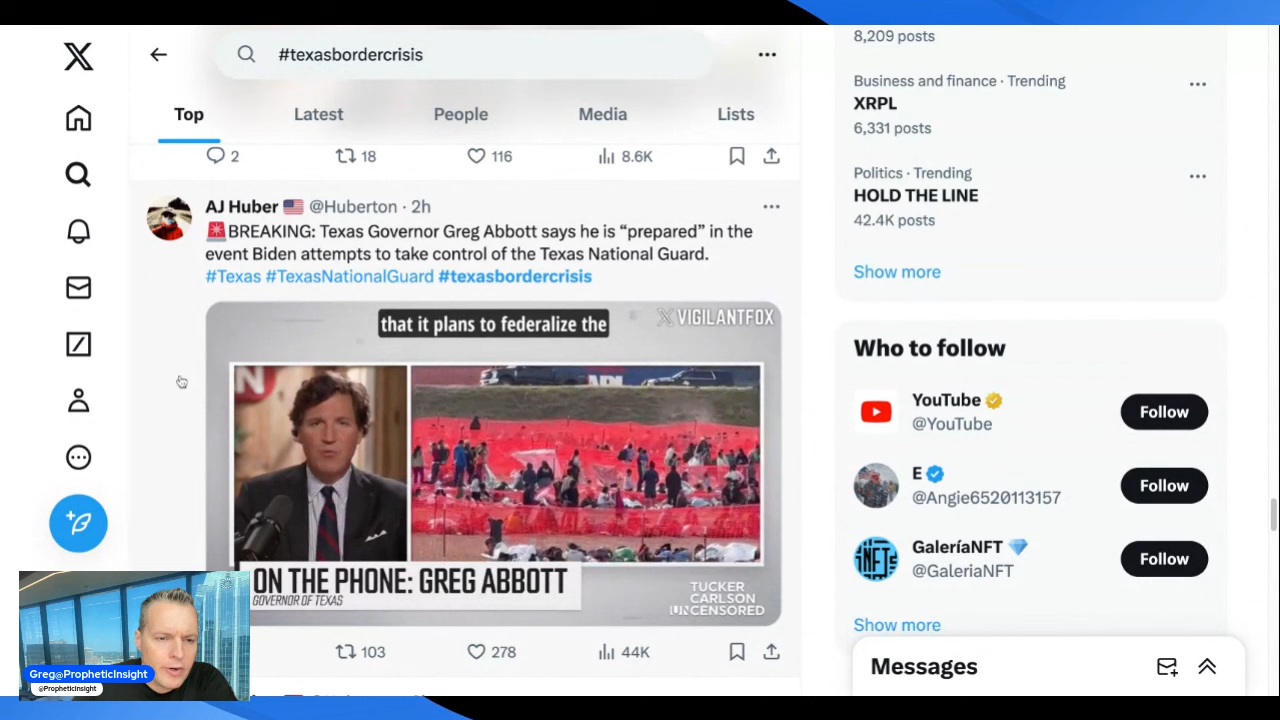 #texasbordercrisis
Top
Latest
People
Media
Lists
2
18
116
8.6K
AJ Huber 🇺🇸 @Huberton · 2h
🚨BREAKING: Texas Governor Greg Abbott says he is “prepared” in the
event Biden attempts to take control of the Texas National Guard.
#Texas #TexasNationalGuard #texasbordercrisis
that it plans to federalize the
X VIGILANTFOX
ON THE PHONE: GREG ABBOTT
GOVERNOR OF TEXAS
TUCKER
CARLSON
UNCENSORED
103
278
44K
8,209 posts
Business and finance · Trending
XRPL
6,331 posts
Politics · Trending
HOLD THE LINE
42.4K posts
Show more
Who to follow
YouTube
@YouTube
Follow
E
@Angie6520113157
Follow
GaleríaNFT 💎
@GaleriaNFT
Follow
Show more
Messages
Greg@PropheticInsight
@PropheticInsight